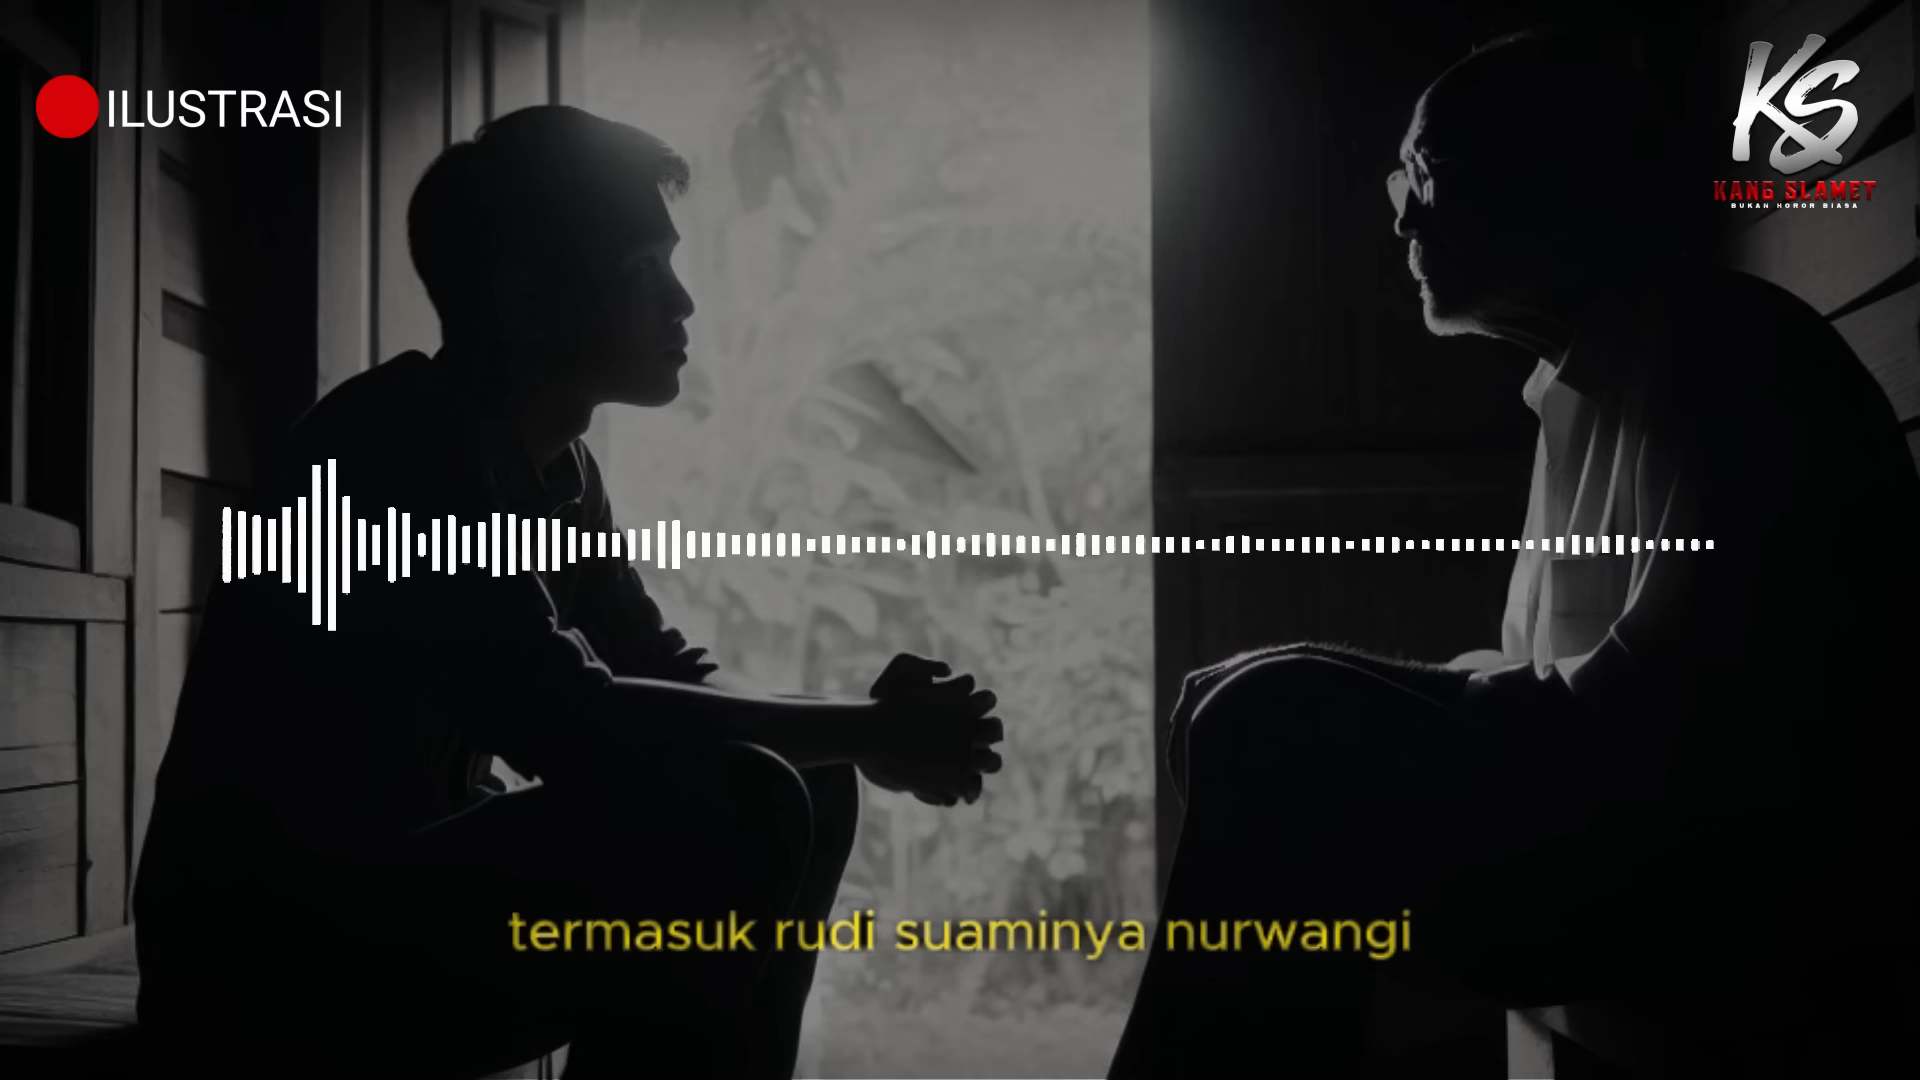 ILUSTRASI
KS
KANG SLAMET
BUKAN HOROR BIASA
termasuk rudi suaminya nurwangi